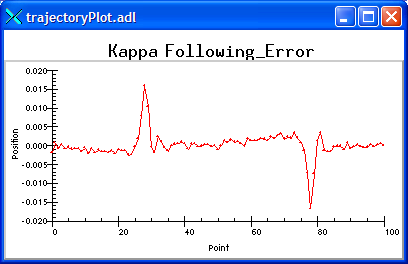 trajectoryPlot.adl
Kappa Following_Error
0.020
0.015
0.010
0.005
0.000
-0.005
-0.010
-0.015
-0.020
Position
0 20 40 60 80 100
Point